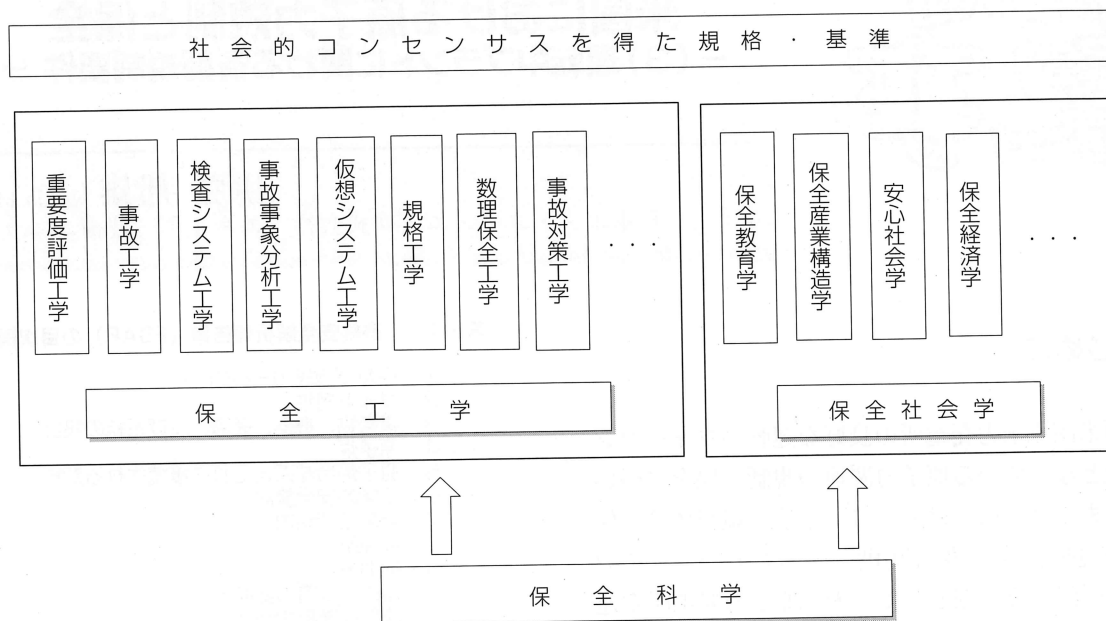 社会的コンセンサスを得た規格・基準
重要度評価工学
事故工学
検査システム工学
事故事象分析工学
仮想システム工学
規格工学
数理保全工学
事故対策工学
・・・
保全工学
保全教育学
保全産業構造学
安心社会学
保全経済学
・・・
保全社会学
保全科学